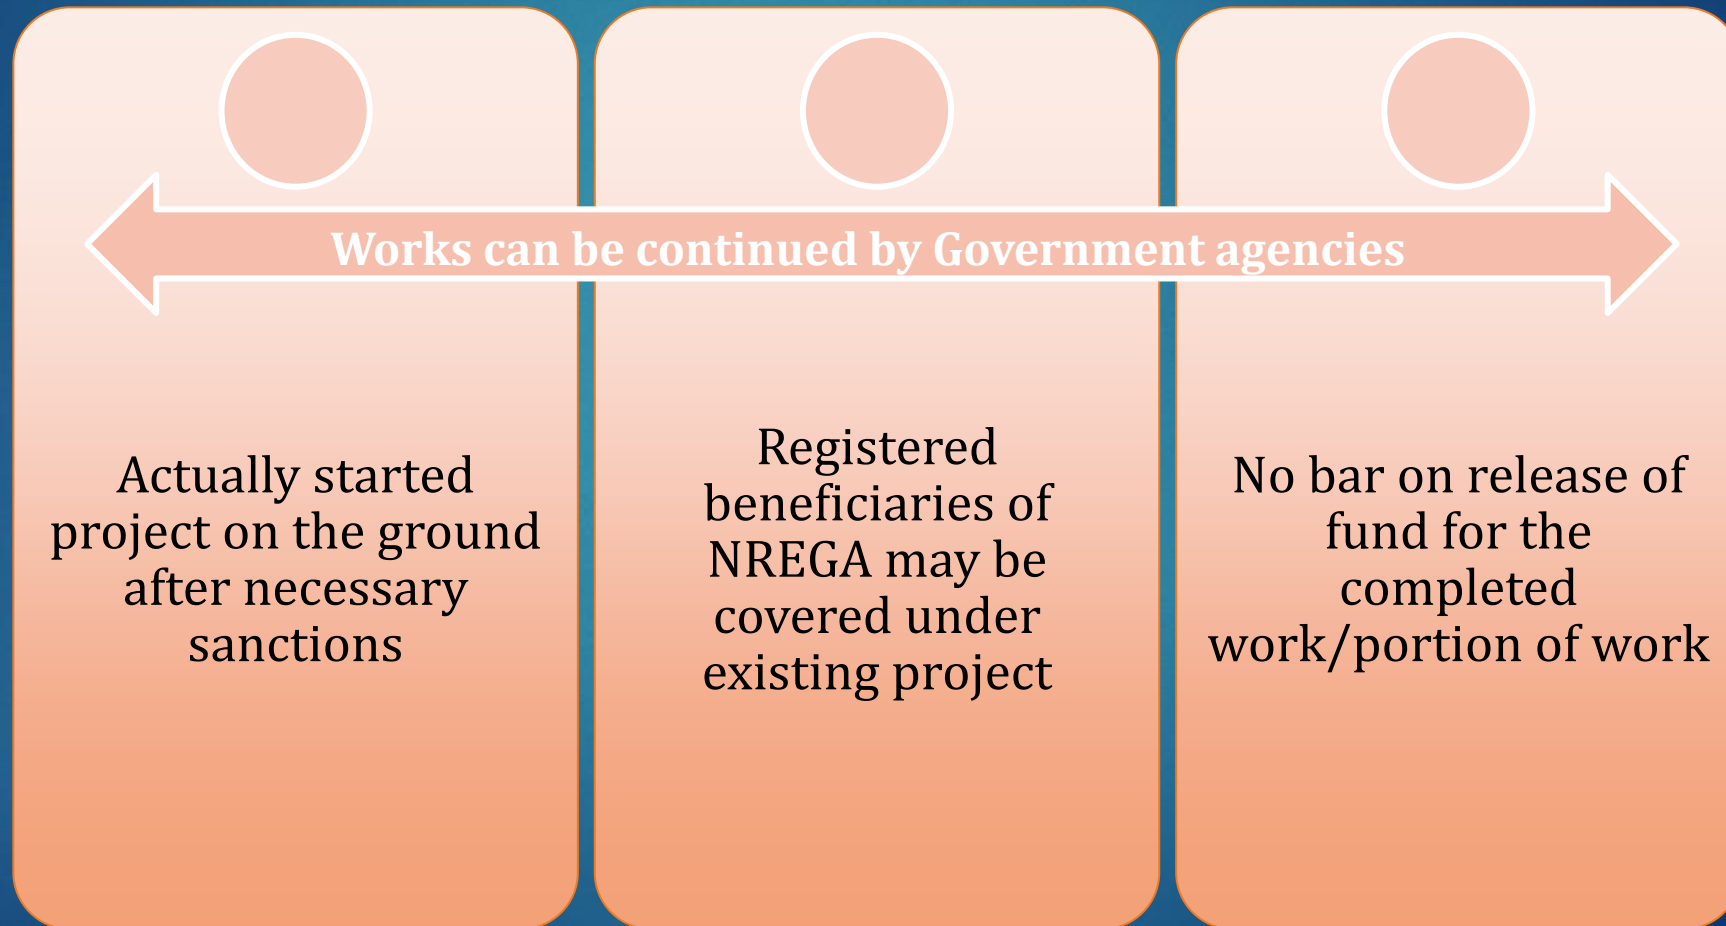 Works can be continued by Government agencies
Actually started
project on the ground
after necessary
sanctions
Registered
beneficiaries of
NREGA may be
covered under
existing project
No bar on release of
fund for the
completed
work/portion of work